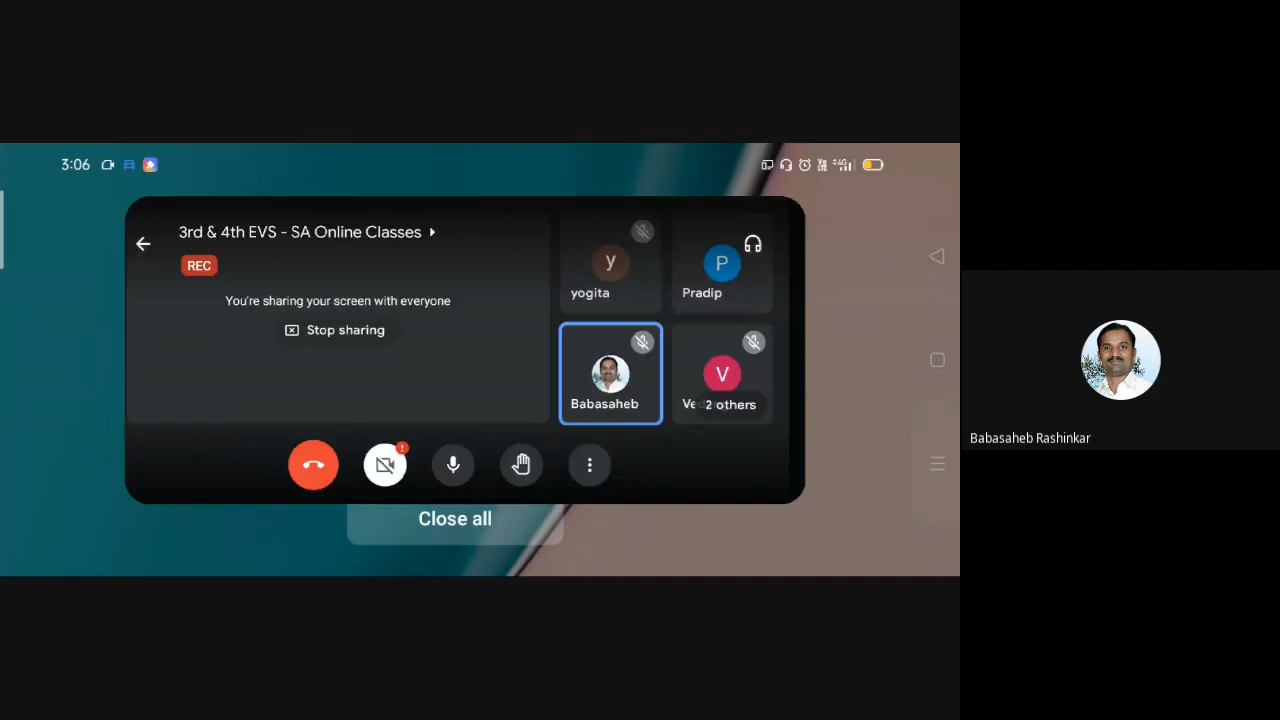 3:06
3rd & 4th EVS - SA Online Classes
REC
You're sharing your screen with everyone
Stop sharing
y
yogita
P
Pradip
Babasaheb
V
2 others
Close all
Babasaheb Rashinkar